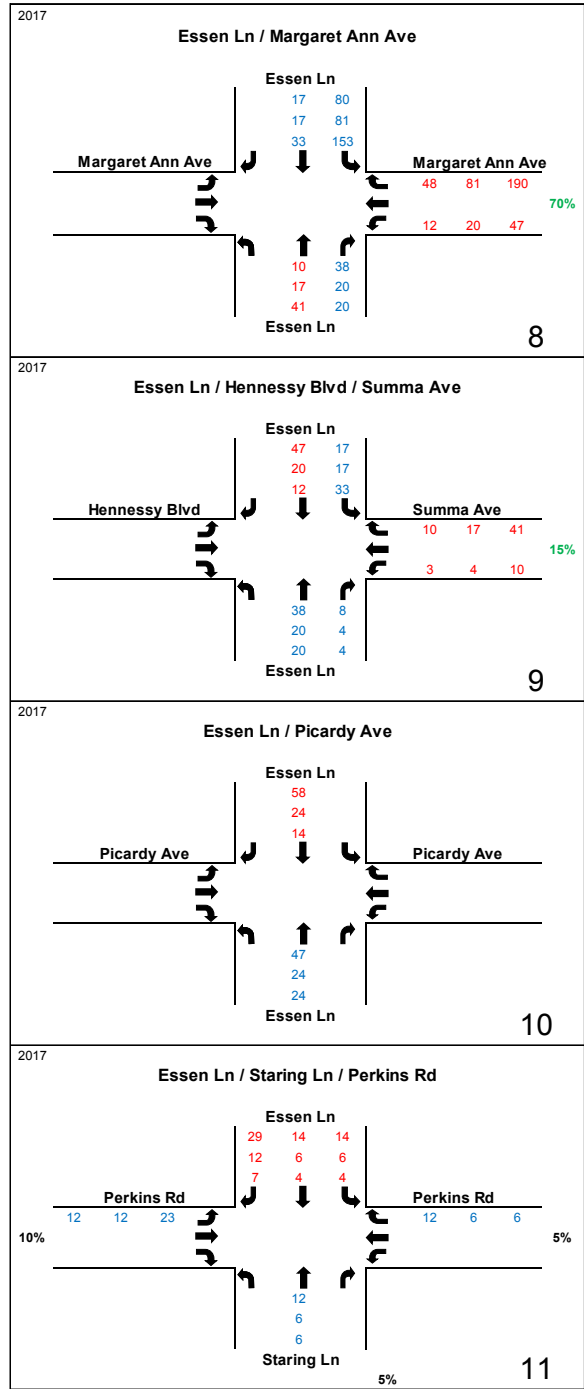 2017
Essen Ln / Margaret Ann Ave
Essen Ln
17 80
17 81
33 153
Margaret Ann Ave Margaret Ann Ave
48 81 190
70%
12 20 47
10 38
17 20
41 20
Essen Ln
8
2017
Essen Ln / Hennessy Blvd / Summa Ave
Essen Ln
47 17
20 17
12 33
Hennessy Blvd Summa Ave
10 17 41
15%
3 4 10
38 8
20 4
20 4
Essen Ln
9
2017
Essen Ln / Picardy Ave
Essen Ln
58
24
14
Picardy Ave Picardy Ave
47
24
24
Essen Ln
10
2017
Essen Ln / Staring Ln / Perkins Rd
Essen Ln
29 14 14
12 6 6
7 4 4
Perkins Rd Perkins Rd
12 12 23 12 6 6
10% 5%
12
6
6
Staring Ln
5%
11